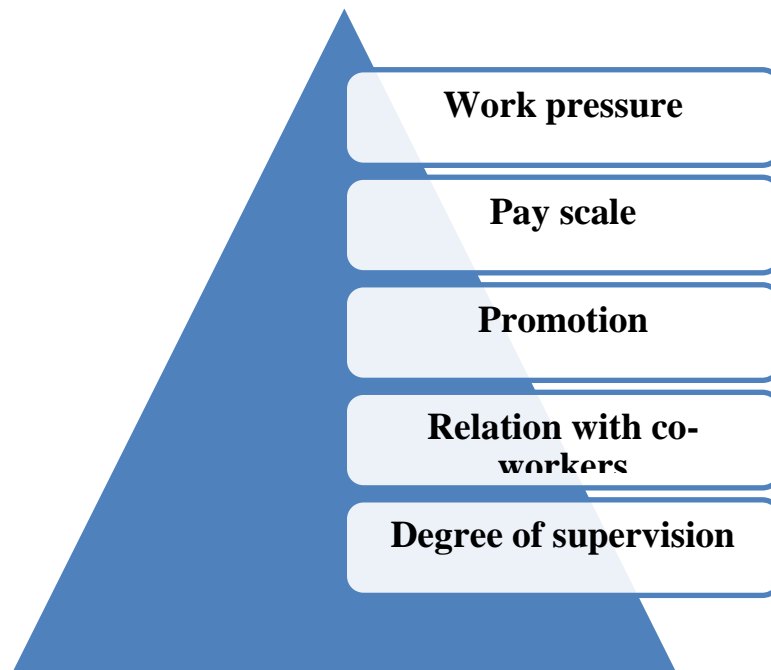 Work pressure
Pay scale
Promotion
Relation with co-
workers
Degree of supervision